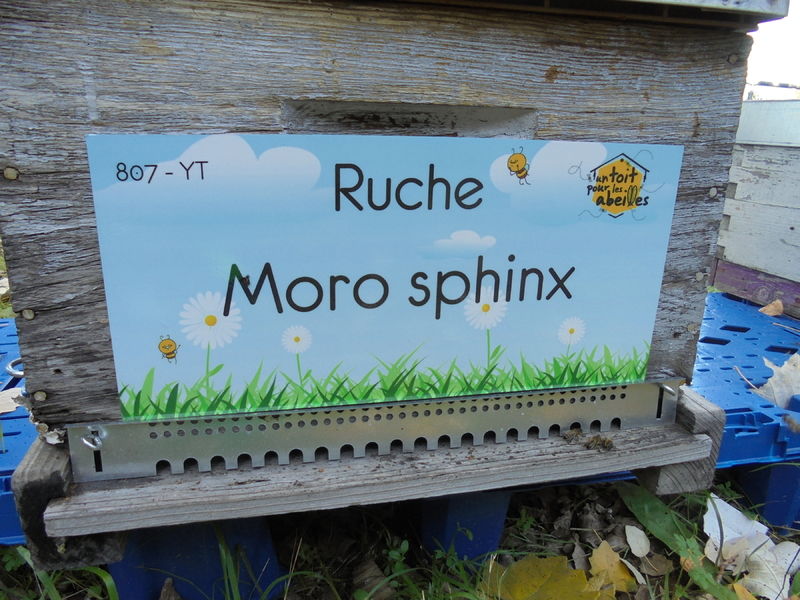 807 - YT
Ruche
un toit
pour les
abeilles
Moro sphinx